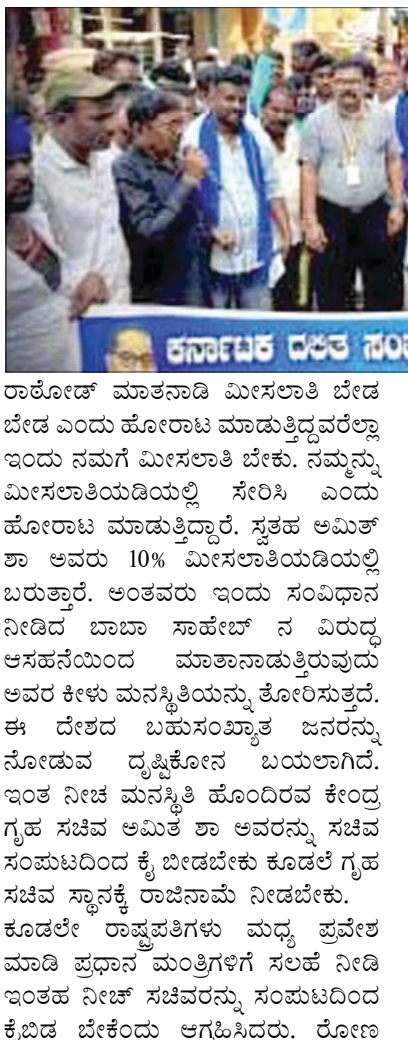 ಕರ್ನಾಟಕ ದಲಿತ ಸಂಘ
ರಾಠೋಡ್ ಮಾತನಾಡಿ ಮೀಸಲಾತಿ ಬೇಡ
ಬೇಡ ಎಂದು ಹೋರಾಟ ಮಾಡುತ್ತಿದ್ದವರೆಲ್ಲಾ
ಇಂದು ನಮಗೆ ಮೀಸಲಾತಿ ಬೇಕು. ನಮ್ಮನ್ನು
ಮೀಸಲಾತಿಯಡಿಯಲ್ಲಿ ಸೇರಿಸಿ ಎಂದು
ಹೋರಾಟ ಮಾಡುತ್ತಿದ್ದಾರೆ. ಸ್ವತಹ ಅಮಿತ್
ಶಾ ಅವರು 10% ಮೀಸಲಾತಿಯಡಿಯಲ್ಲಿ
ಬರುತ್ತಾರೆ. ಅಂತವರು ಇಂದು ಸಂವಿಧಾನ
ನೀಡಿದ ಬಾಬಾ ಸಾಹೇಬ್ ನ ವಿರುದ್ಧ
ಆಸಹನೆಯಿಂದ ಮಾತಾನಾಡುತ್ತಿರುವುದು
ಅವರ ಕೀಳು ಮನಸ್ಥಿತಿಯನ್ನು ತೋರಿಸುತ್ತದೆ.
ಈ ದೇಶದ ಬಹುಸಂಖ್ಯಾತ ಜನರನ್ನು
ನೋಡುವ ದೃಷ್ಟಿಕೋನ ಬಯಲಾಗಿದೆ.
ಇಂತ ನೀಚ ಮನಸ್ಥಿತಿ ಹೊಂದಿರವ ಕೇಂದ್ರ
ಗೃಹ ಸಚಿವ ಅಮಿತ ಶಾ ಅವರನ್ನು ಸಚಿವ
ಸಂಪುಟದಿಂದ ಕೈ ಬೀಡಬೇಕು ಕೂಡಲೆ ಗೃಹ
ಸಚಿವ ಸ್ಥಾನಕ್ಕೆ ರಾಜಿನಾಮೆ ನೀಡಬೇಕು.
ಕೂಡಲೇ ರಾಷ್ಟ್ರಪತಿಗಳು ಮಧ್ಯ ಪ್ರವೇಶ
ಮಾಡಿ ಪ್ರಧಾನ ಮಂತ್ರಿಗಳಿಗೆ ಸಲಹೆ ನೀಡಿ
ಇಂತಹ ನೀಚ್ ಸಚಿವರನ್ನು ಸಂಪುಟದಿಂದ
ಕೈಬಿಡ ಬೇಕೆಂದು ಆಗ್ರಹಿಸಿದರು. ರೋಣ